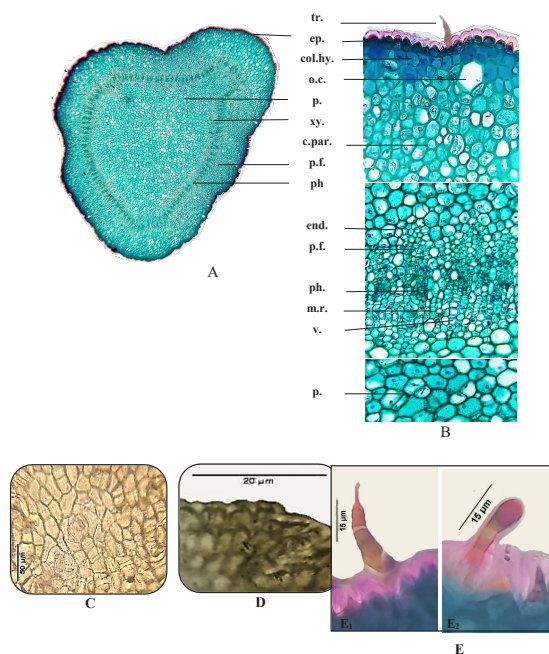 tr.
ep.
col.hy.
o.c.
p.
xy.
c.par.
p.f.
ph
A
end.
p.f.
ph.
m.r.
v.
p.
B
50 µm
C
20 µm
D
15 µm
E1
15 µm
E2
E